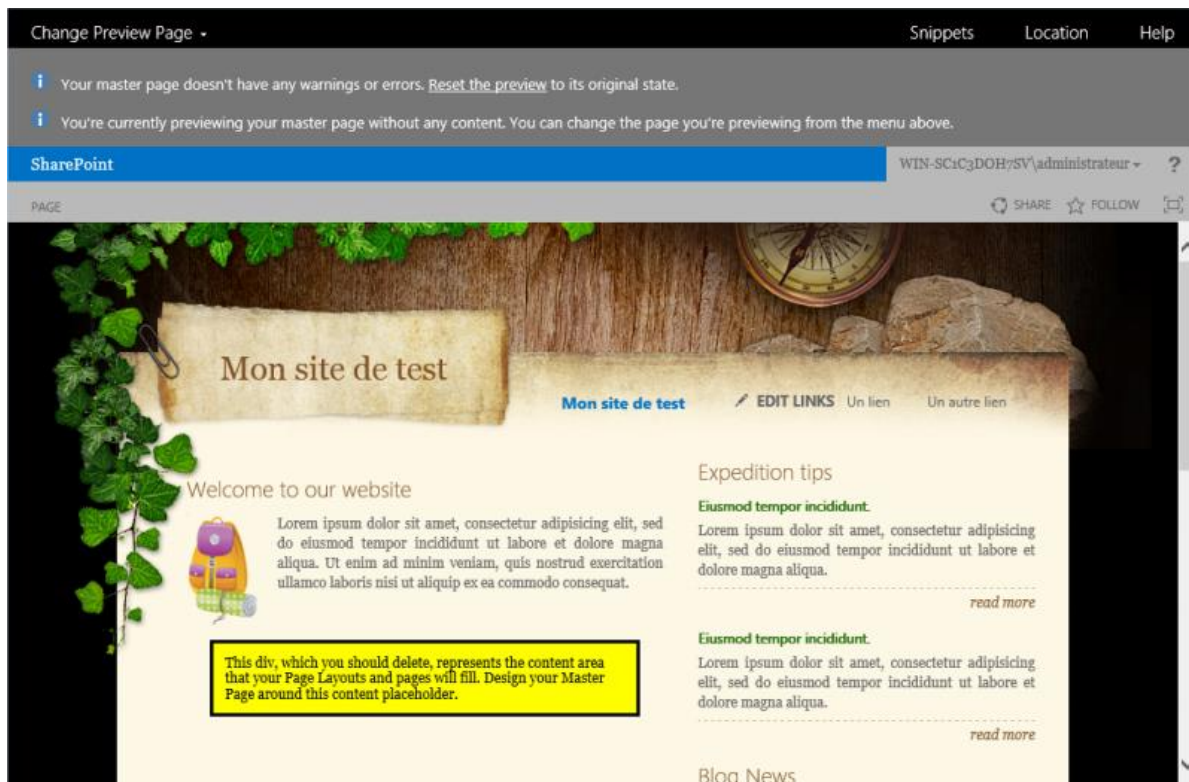 Change Preview Page
Snippets
Location
Help
Your master page doesn't have any warnings or errors. Reset the preview to its original state.
You're currently previewing your master page without any content. You can change the page you're previewing from the menu above.
SharePoint
WIN-SC1C3DOH7SV\administrateur
?
PAGE
SHARE
FOLLOW
Mon site de test
Mon site de test
EDIT LINKS
Un lien
Un autre lien
Welcome to our website
Lorem ipsum dolor sit amet, consectetur adipisicing elit, sed
do eiusmod tempor incididunt ut labore et dolore magna
aliqua. Ut enim ad minim veniam, quis nostrud exercitation
ullamco laboris nisi ut aliquip ex ea commodo consequat.
This div, which you should delete, represents the content area
that your Page Layouts and pages will fill. Design your Master
Page around this content placeholder.
Expedition tips
Eiusmod tempor incididunt.
Lorem ipsum dolor sit amet, consectetur adipisicing
elit, sed do eiusmod tempor incididunt ut labore et
dolore magna aliqua.
read more
Eiusmod tempor incididunt.
Lorem ipsum dolor sit amet, consectetur adipisicing
elit, sed do eiusmod tempor incididunt ut labore et
dolore magna aliqua.
read more
Blog News